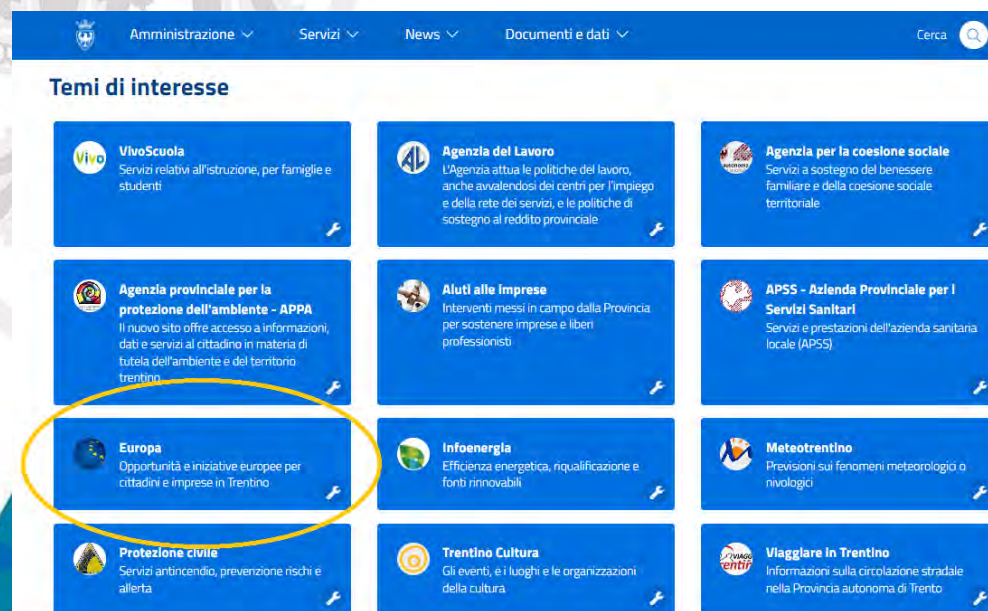 Amministrazione Servizi News Documenti e dati Cerca
Temi di interesse
Vivo
VivoScuola
Servizi relativi all'istruzione, per famiglie e
studenti
AL
Agenzia del Lavoro
L'Agenzia attua le politiche del lavoro,
anche avvalendosi dei centri per l'impiego
e della rete dei servizi, e le politiche di
sostegno al reddito provinciale
Agenzia per la coesione sociale
Servizi a sostegno del benessere
familiare e della coesione sociale
territoriale
Agenzia provinciale per la
protezione dell'ambiente - APPA
Il nuovo sito offre accesso a informazioni,
dati e servizi al cittadino in materia di
tutela dell'ambiente e del territorio
trentino
Aiuti alle imprese
Interventi messi in campo dalla Provincia
per sostenere imprese e liberi
professionisti
APSS - Azienda Provinciale per i
Servizi Sanitari
Servizi e prestazioni dell'azienda sanitaria
locale (APSS)
Europa
Opportunità e iniziative europee per
cittadini e imprese in Trentino
Infoenergia
Efficienza energetica, riqualificazione e
fonti rinnovabili
Meteotrentino
Previsioni sui fenomeni meteorologici o
nivologici
Protezione civile
Servizi antincendio, prevenzione rischi e
allerta
Trentino Cultura
Gli eventi, e i luoghi e le organizzazioni
della cultura
Viaggiare in Trentino
Informazioni sulla circolazione stradale
nella Provincia autonoma di Trento